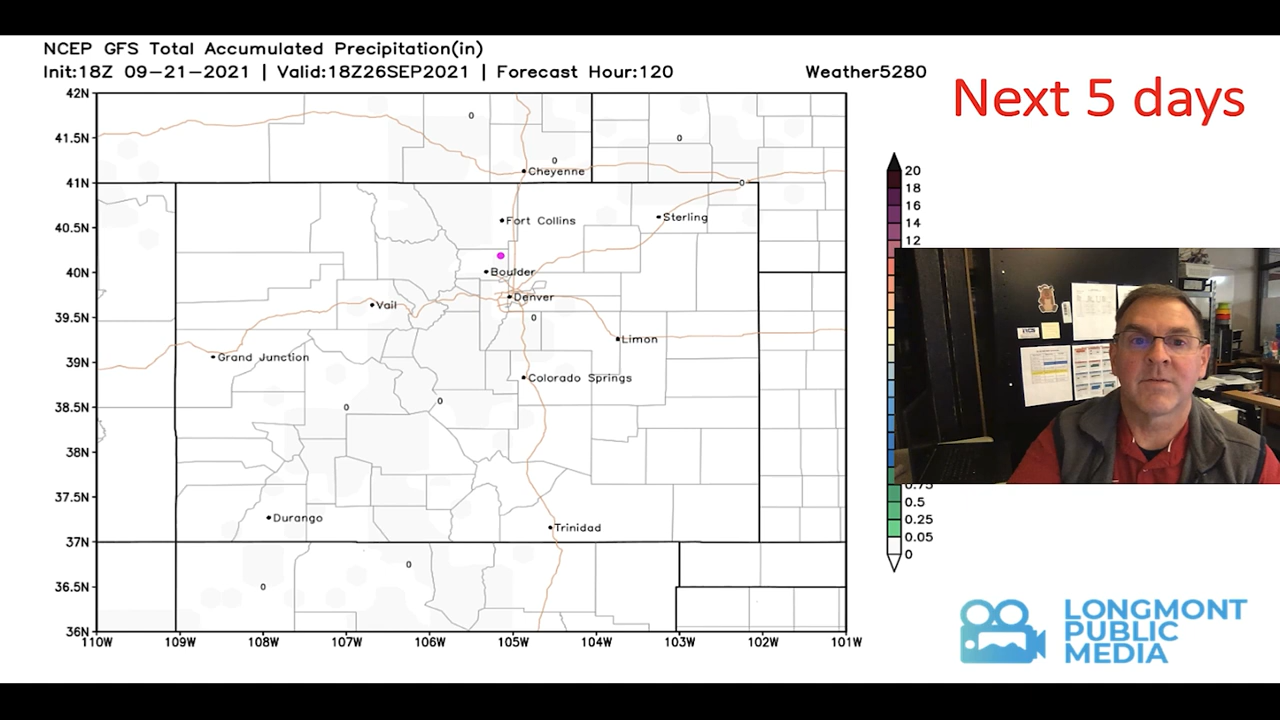 NCEP GFS Total Accumulated Precipitation(in)
Init:18Z 09-21-2021 | Valid:18Z26SEP2021 | Forecast Hour:120
Weather5280
Next 5 days
42N
41.5N
41N
40.5N
40N
39.5N
39N
38.5N
38N
37.5N
37N
36.5N
36N
110W 109W 108W 107W 106W 105W 104W 103W 102W 101W
0
0
0
Cheyenne
0
Fort Collins
Sterling
Boulder
Denver
Vail
0
Limon
Grand Junction
Colorado Springs
0
0
Durango
Trinidad
0
0
20
18
16
14
12
0.75
0.5
0.25
0.05
0
LONGMONT
PUBLIC
MEDIA